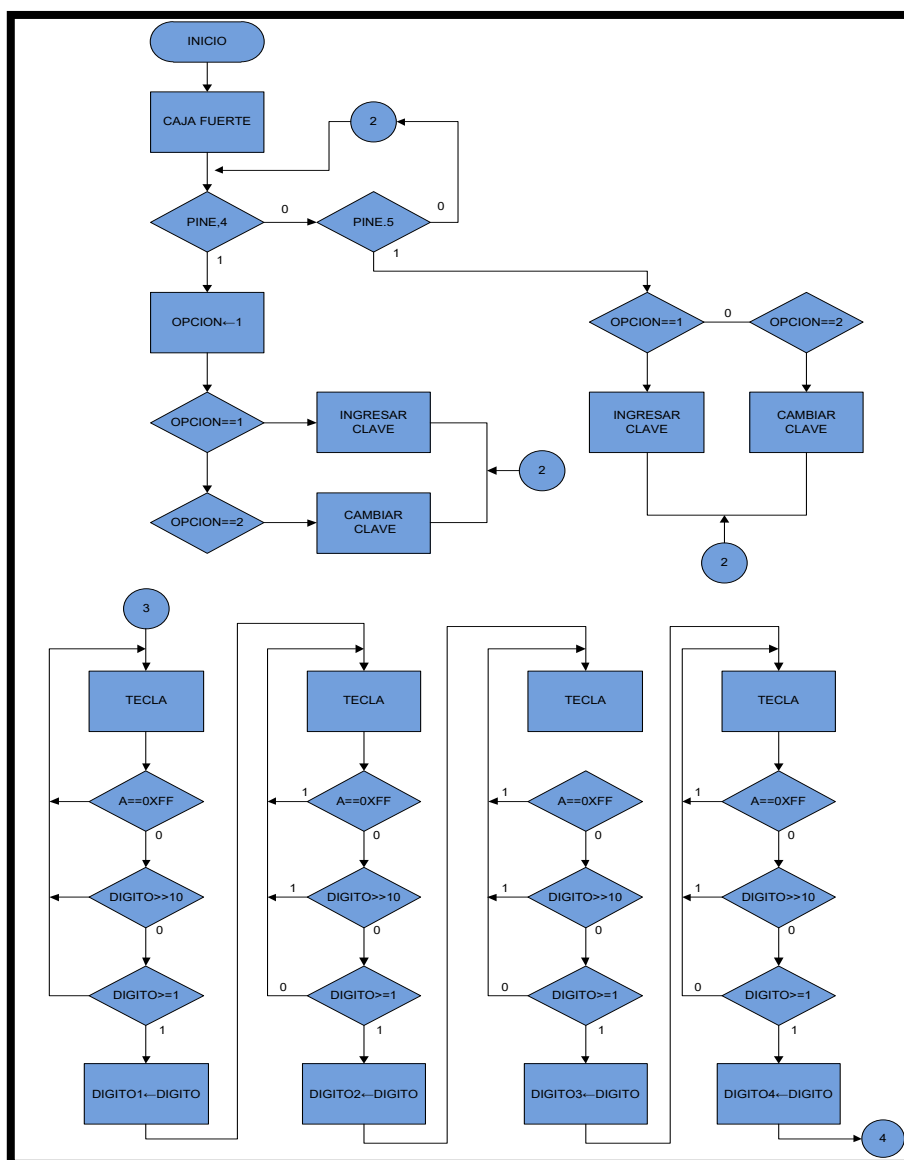 INICIO
CAJA FUERTE
2
PINE,4
0
PINE.5
0
1
1
OPCION←1
OPCION==1
0
OPCION==2
OPCION==1
INGRESAR
CLAVE
INGRESAR
CLAVE
CAMBIAR
CLAVE
2
OPCION==2
CAMBIAR
CLAVE
2
3
TECLA
A==0XFF
0
DIGITO>>10
0
DIGITO>=1
1
DIGITO1←DIGITO
TECLA
1
A==0XFF
0
1
DIGITO>>10
0
0
DIGITO>=1
1
DIGITO2←DIGITO
TECLA
1
A==0XFF
0
1
DIGITO>>10
0
0
DIGITO>=1
1
DIGITO3←DIGITO
TECLA
1
A==0XFF
0
1
DIGITO>>10
0
0
DIGITO>=1
1
DIGITO4←DIGITO
4